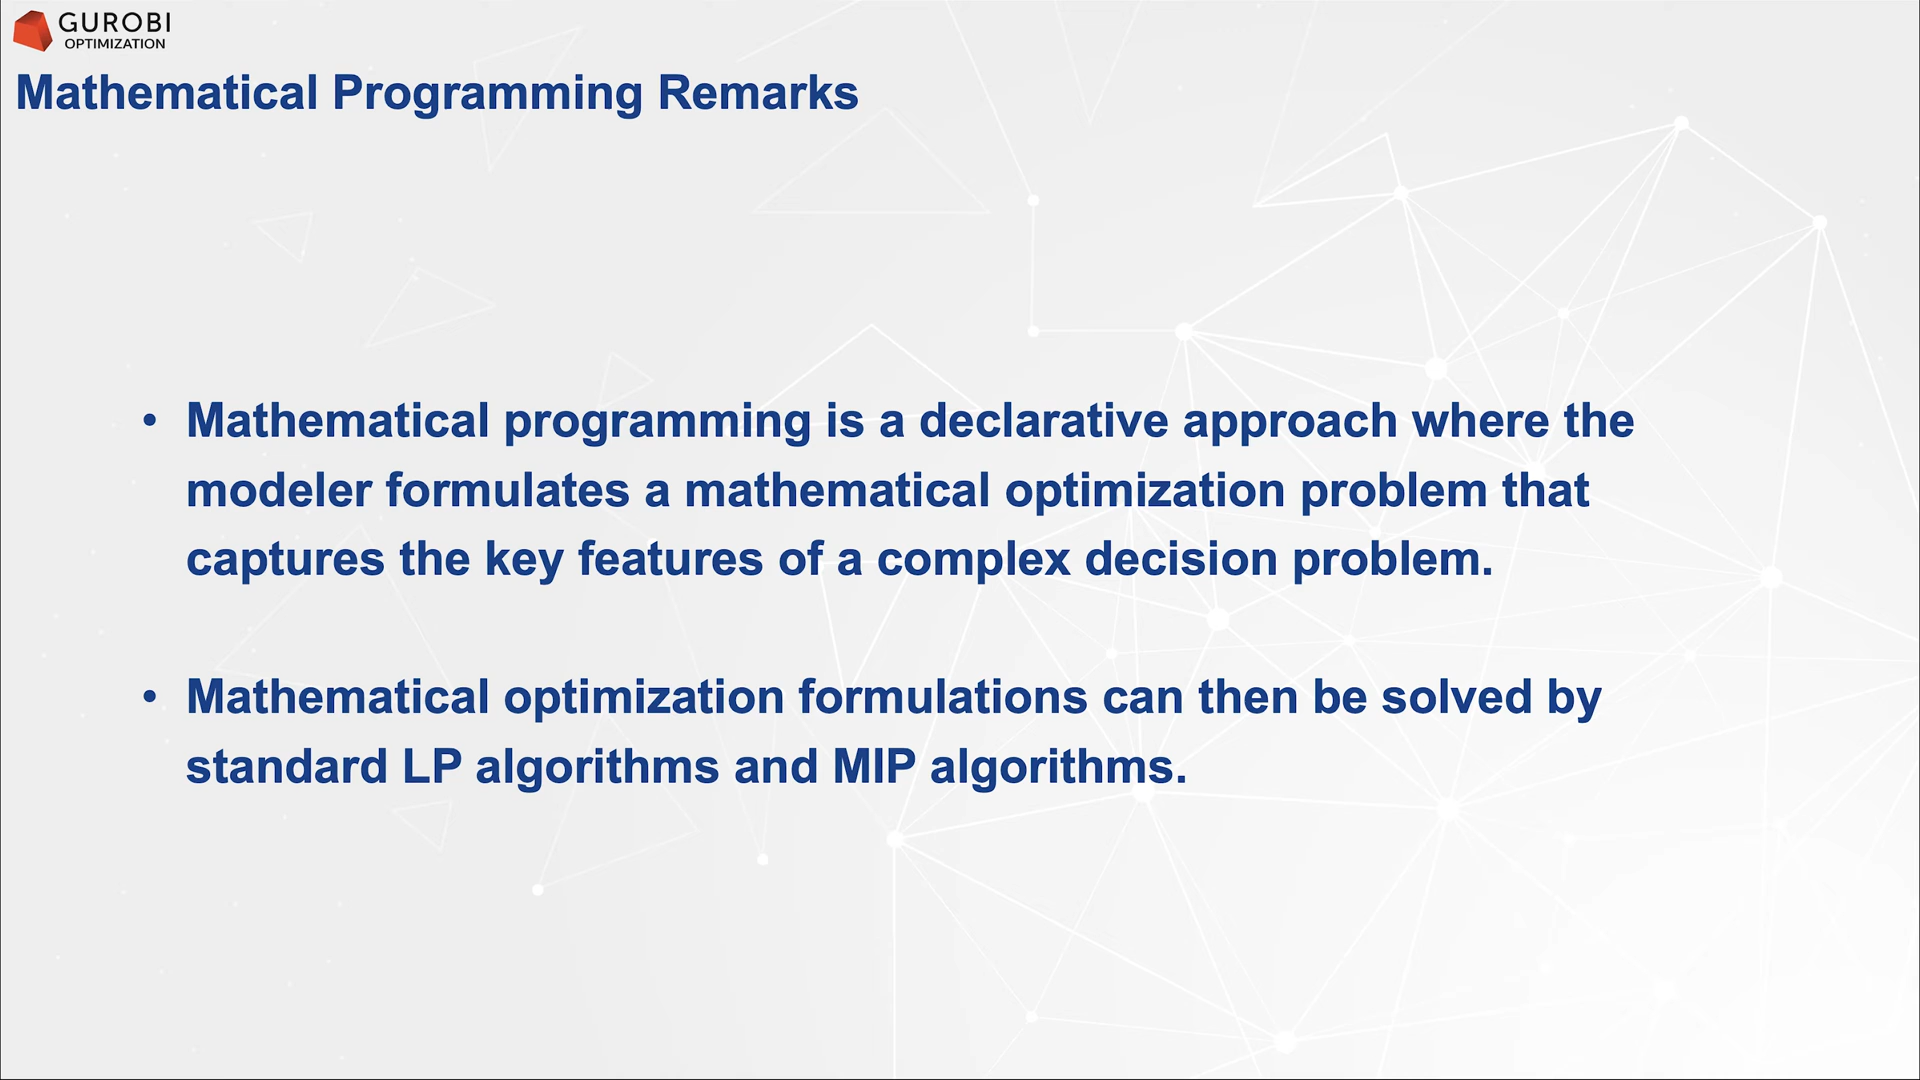 GUROBI
OPTIMIZATION
Mathematical Programming Remarks
• Mathematical programming is a declarative approach where the
modeler formulates a mathematical optimization problem that
captures the key features of a complex decision problem.
• Mathematical optimization formulations can then be solved by
standard LP algorithms and MIP algorithms.